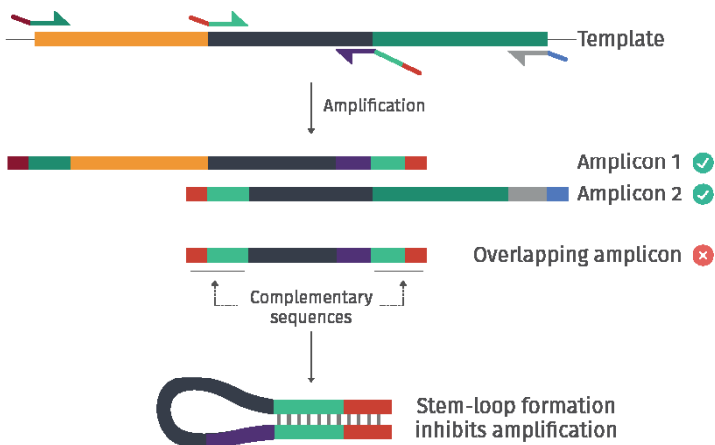 Template
Amplification
Amplicon 1
Amplicon 2
Overlapping amplicon
Complementary
sequences
Stem-loop formation
inhibits amplification